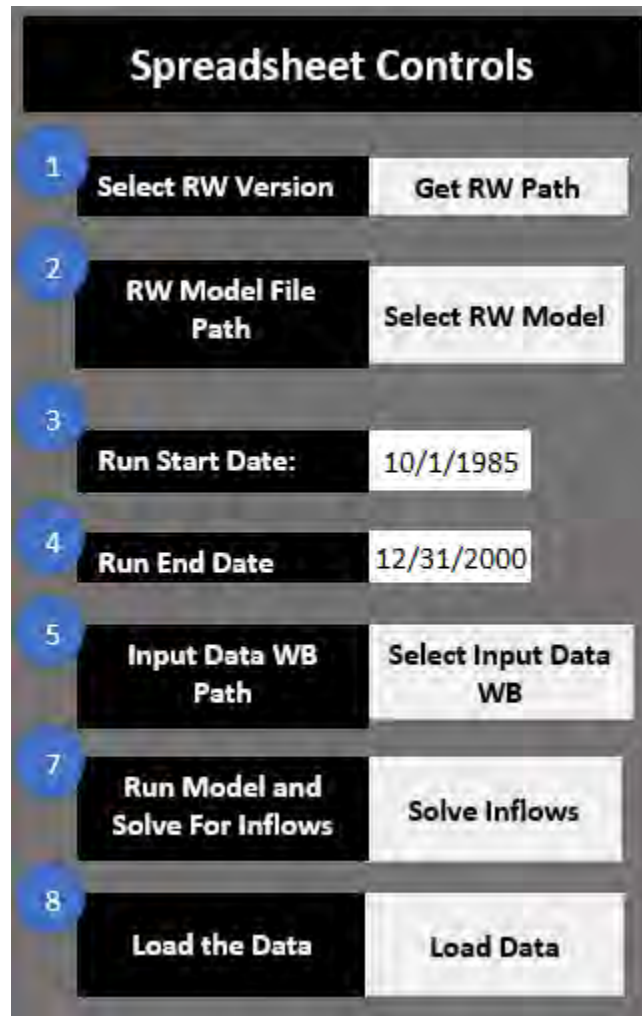 Spreadsheet Controls
1
Select RW Version Get RW Path
2
RW Model File
Path
Select RW Model
3
Run Start Date: 10/1/1985
4
Run End Date 12/31/2000
5
Input Data WB
Path
Select Input Data
WB
7
Run Model and
Solve For Inflows
Solve Inflows
8
Load the Data Load Data